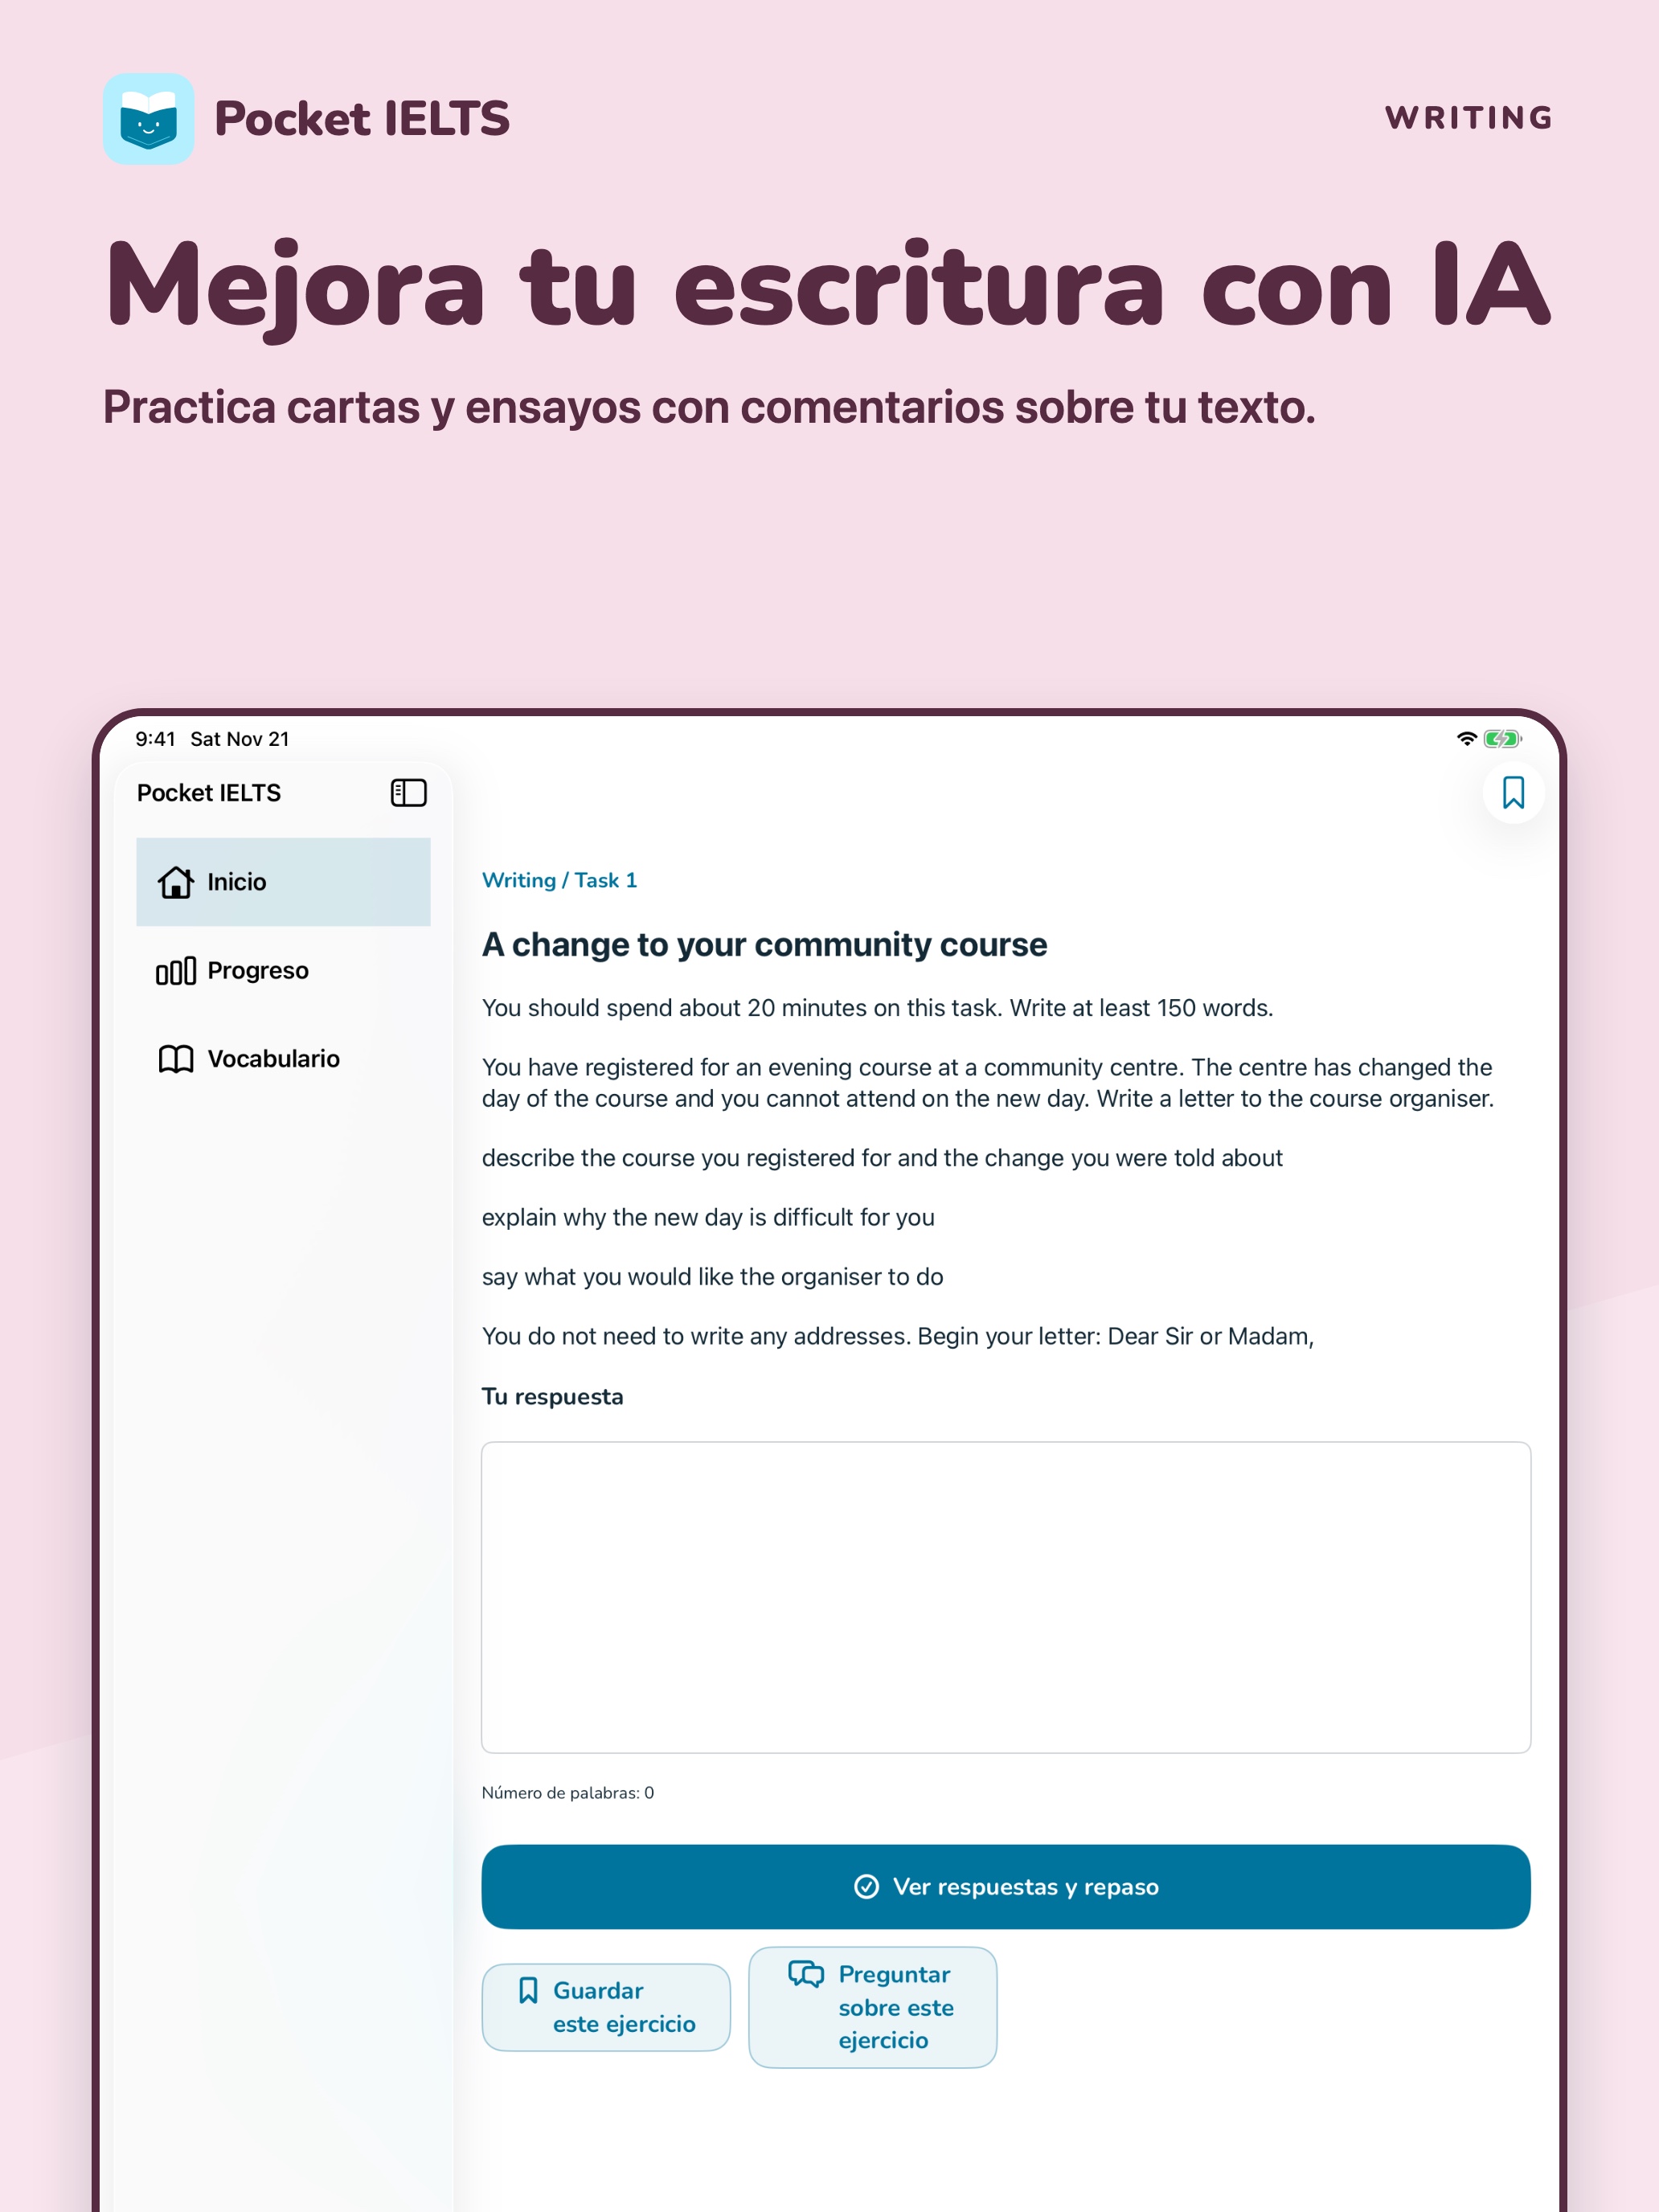 Pocket IELTS
WRITING
Mejora tu escritura con IA
Practica cartas y ensayos con comentarios sobre tu texto.
9:41 Sat Nov 21
Pocket IELTS
Inicio
Progreso
Vocabulario
Writing / Task 1
A change to your community course
You should spend about 20 minutes on this task. Write at least 150 words.
You have registered for an evening course at a community centre. The centre has changed the
day of the course and you cannot attend on the new day. Write a letter to the course organiser.
describe the course you registered for and the change you were told about
explain why the new day is difficult for you
say what you would like the organiser to do
You do not need to write any addresses. Begin your letter: Dear Sir or Madam,
Tu respuesta
Número de palabras: 0
Ver respuestas y repaso
Guardar
este ejercicio
Preguntar
sobre este
ejercicio